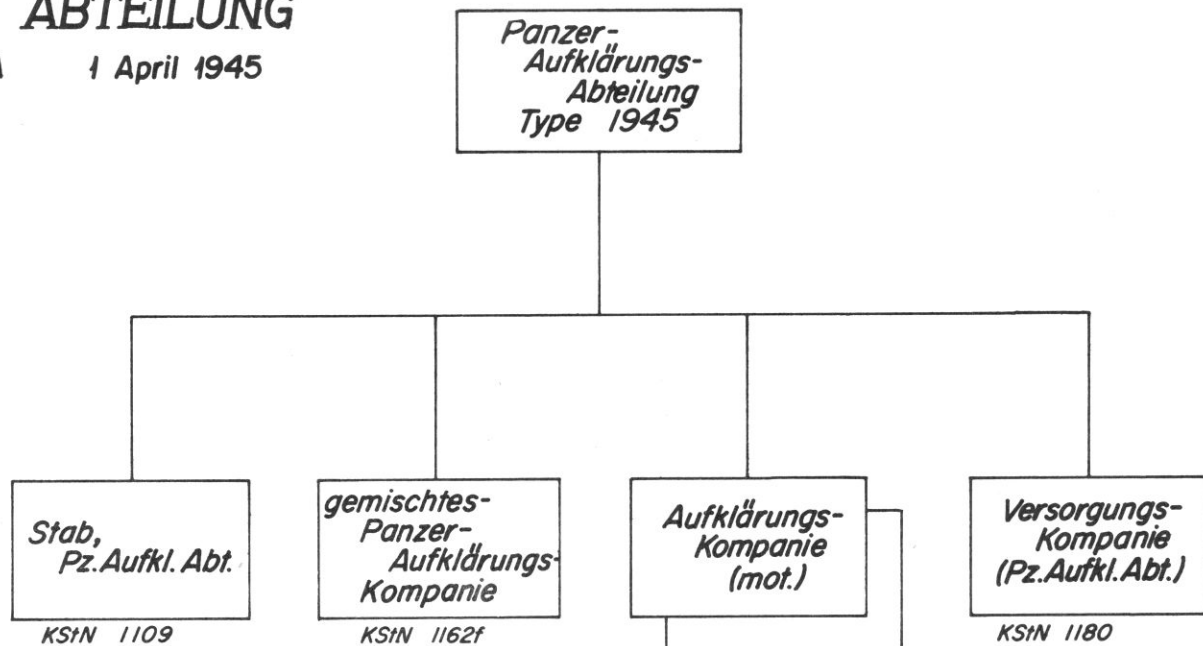 ABTEILUNG
1 April 1945
Panzer-
Aufklärungs-
Abteilung
Type 1945
Stab,
Pz.Aufkl.Abt.
KStN 1109
gemischtes-
Panzer-
Aufklärungs-
Kompanie
KStN 1162f
Aufklärungs-
Kompanie
(mot.)
Versorgungs-
Kompanie
(Pz.Aufkl.Abt.)
KStN 1180